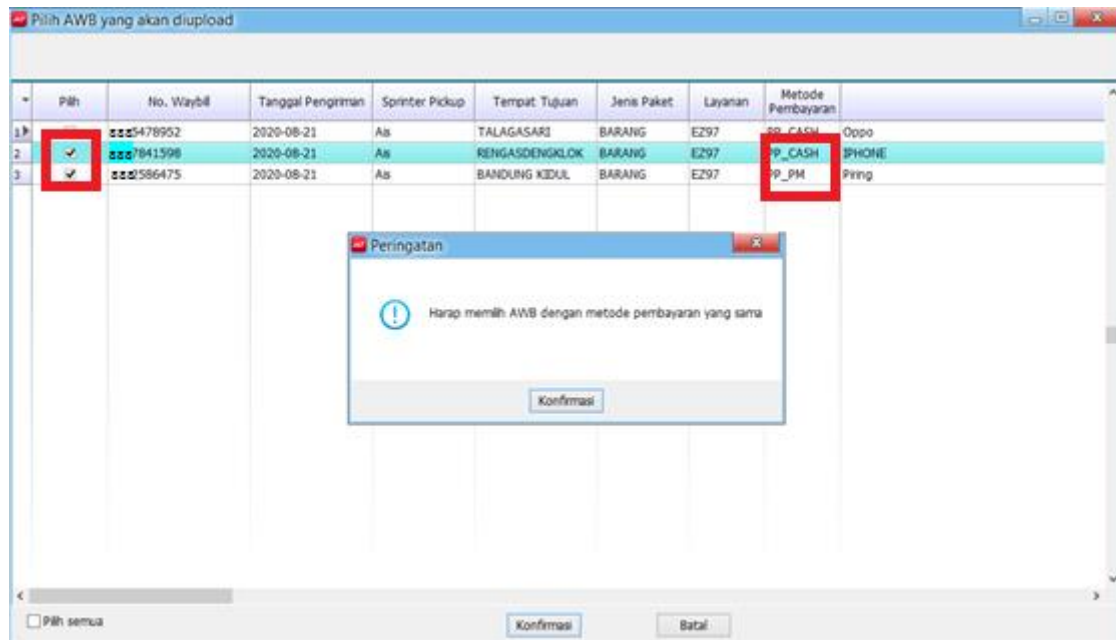 Pilih AWB yang akan diupload
Pilih No. Waybill Tanggal Pengiriman Sprinter Pickup Tempat Tujuan Jenis Paket Layanan Metode Pembayaran
1 5478952 2020-08-21 Ais TALAGASARI BARANG EZ97 PP_CASH Oppo
2 7841598 2020-08-21 Ais RENGASDENGKLOK BARANG EZ97 PP_CASH IPHONE
3 2586475 2020-08-21 Ais BANDUNG KIDUL BARANG EZ97 PP_PM Piring
Peringatan
Harap memilih AWB dengan metode pembayaran yang sama
Konfirmasi
Pilih semua Konfirmasi Batal